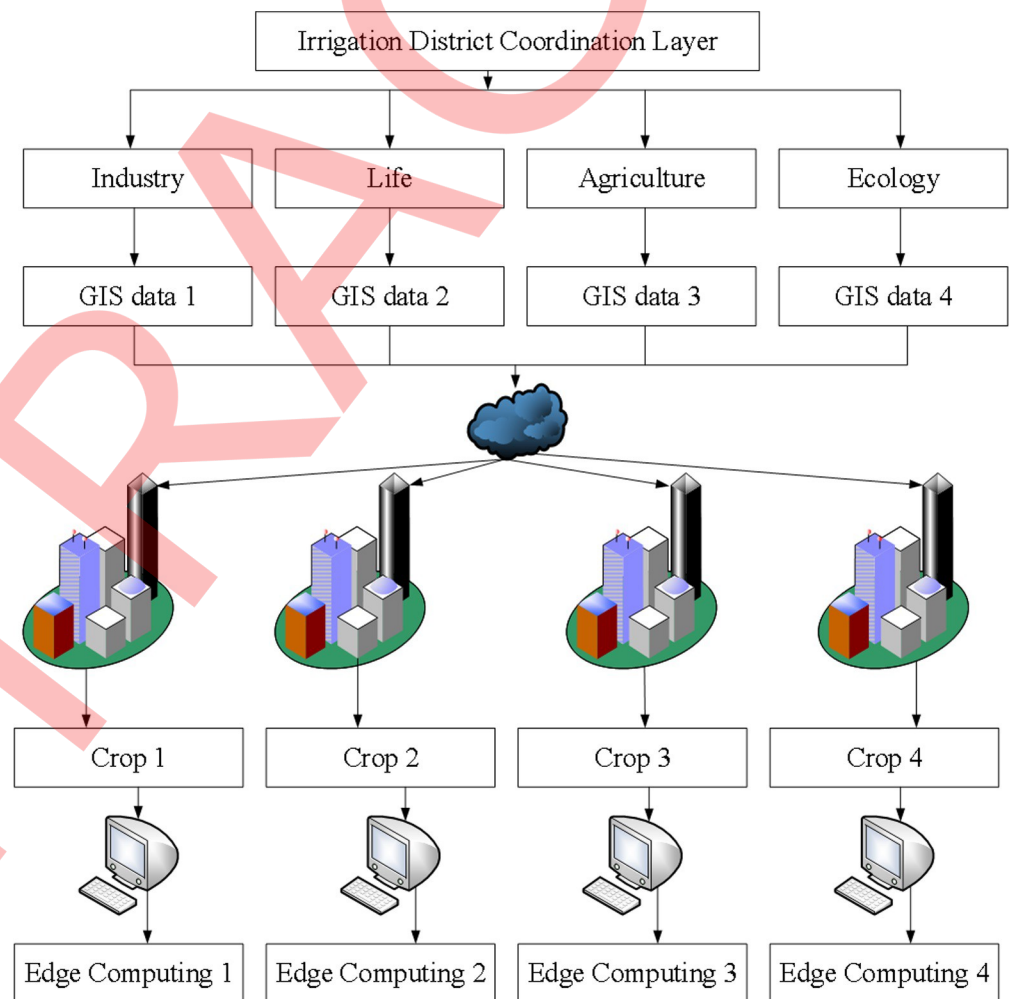 Irrigation District Coordination Layer
Industry
Life
Agriculture
Ecology
GIS data 1
GIS data 2
GIS data 3
GIS data 4
Crop 1
Crop 2
Crop 3
Crop 4
Edge Computing 1
Edge Computing 2
Edge Computing 3
Edge Computing 4